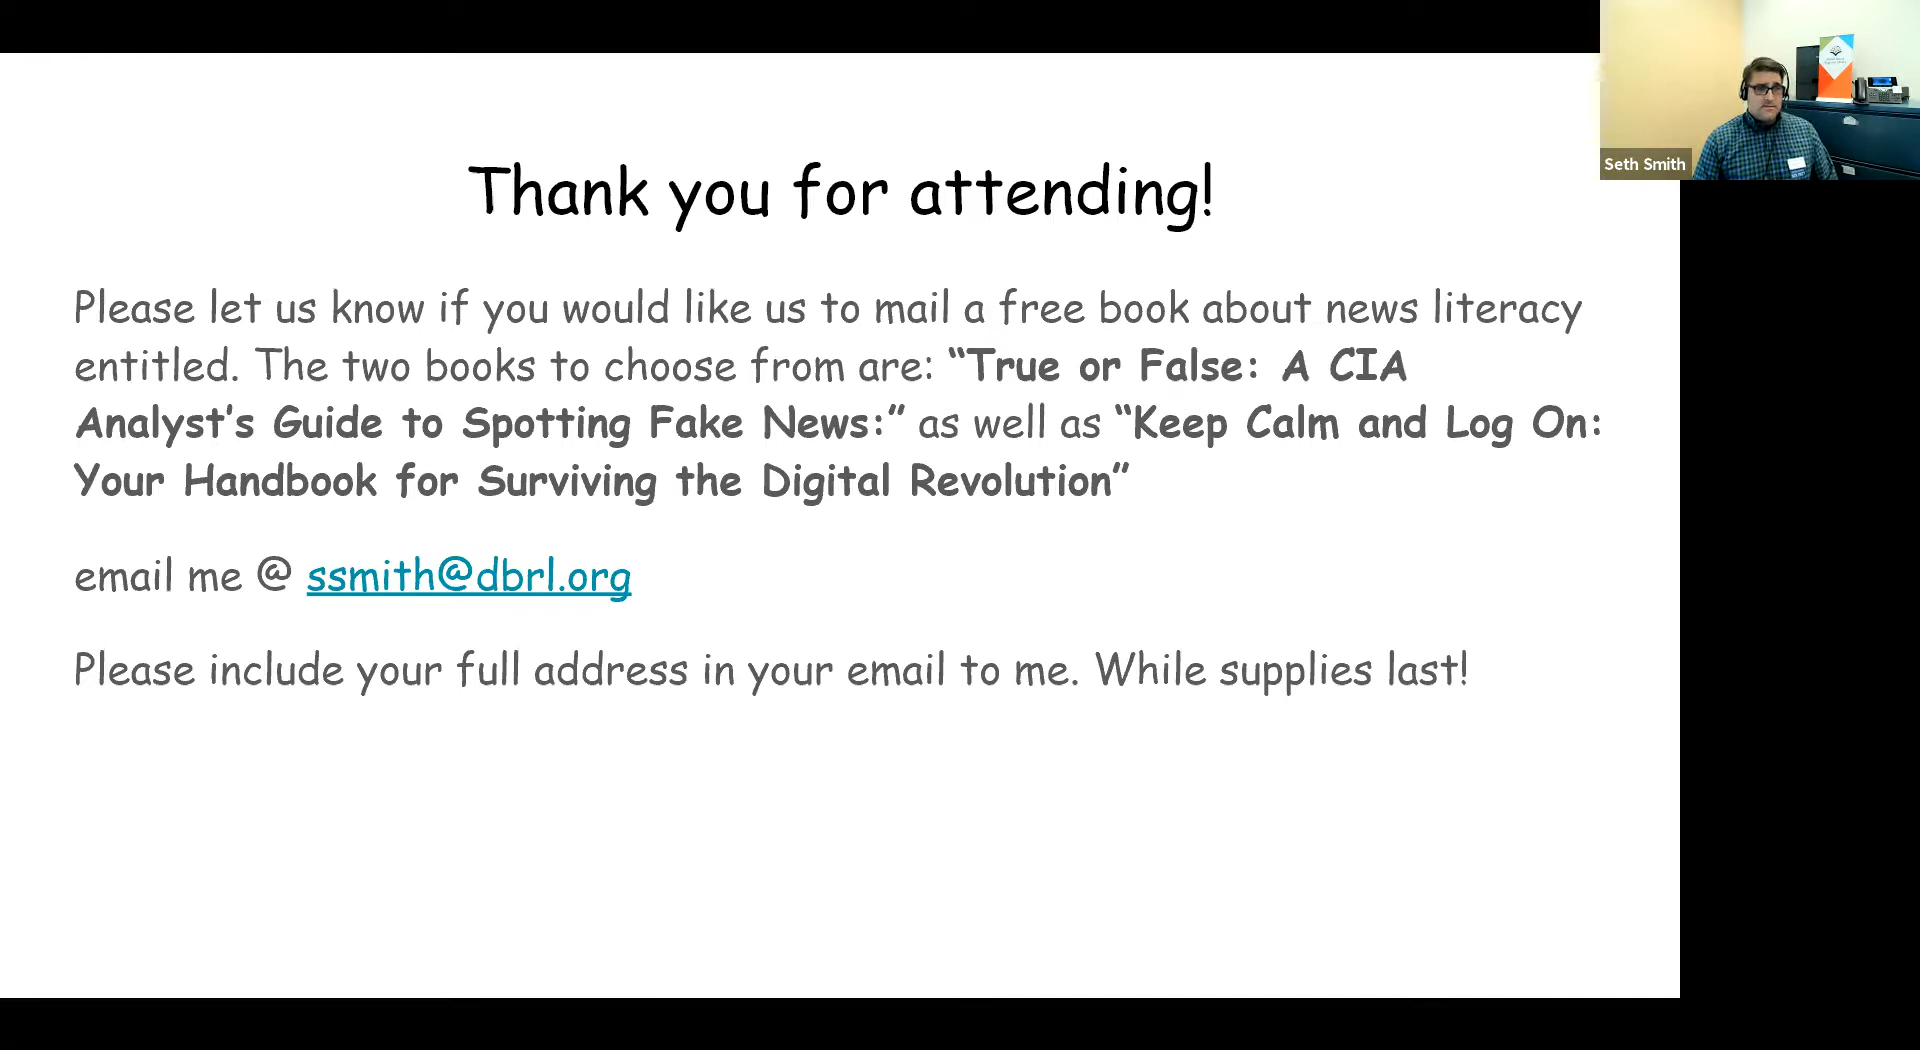 Thank you for attending!
Please let us know if you would like us to mail a free book about news literacy
entitled. The two books to choose from are: “True or False: A CIA
Analyst’s Guide to Spotting Fake News:” as well as “Keep Calm and Log On:
Your Handbook for Surviving the Digital Revolution”
email me @ ssmith@dbrl.org
Please include your full address in your email to me. While supplies last!
Seth Smith